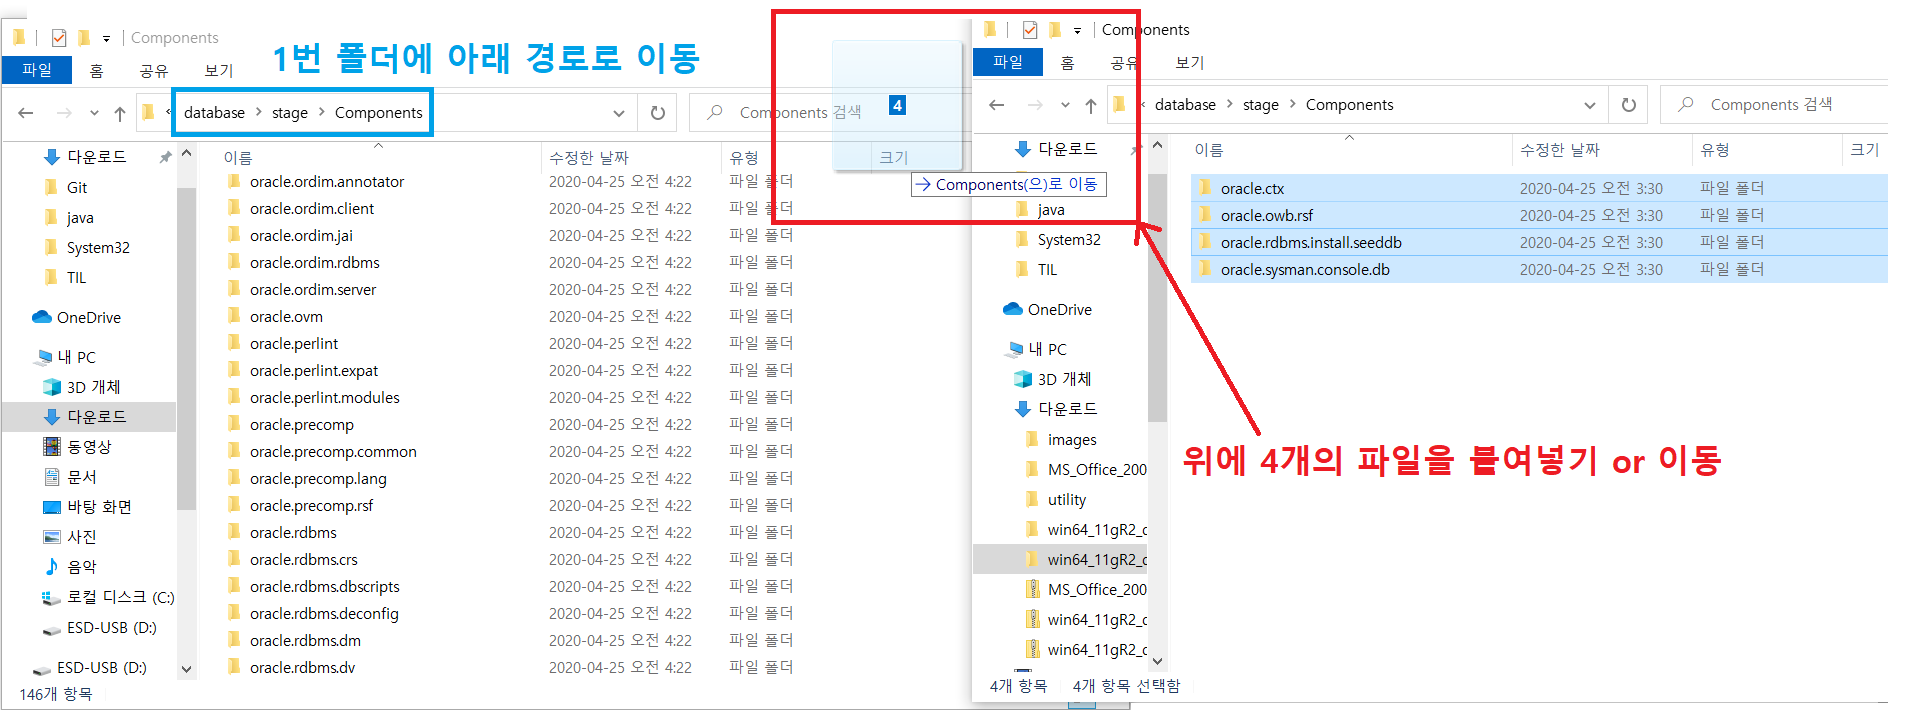 Components
파일 홈 공유 보기
1번 폴더에 아래 경로로 이동
database > stage > Components
Components 검색
다운로드
Git
java
System32
TIL
OneDrive
내 PC
3D 개체
다운로드
동영상
문서
바탕 화면
사진
음악
로컬 디스크 (C:)
ESD-USB (D:)
ESD-USB (D:)
146개 항목
이름 수정한 날짜 유형 크기
oracle.ordim.annotator 2020-04-25 오전 4:22 파일 폴더
oracle.ordim.client 2020-04-25 오전 4:22 파일 폴더
oracle.ordim.jai 2020-04-25 오전 4:22 파일 폴더
oracle.ordim.rdbms 2020-04-25 오전 4:22 파일 폴더
oracle.ordim.server 2020-04-25 오전 4:22 파일 폴더
oracle.ovm 2020-04-25 오전 4:22 파일 폴더
oracle.perlint 2020-04-25 오전 4:22 파일 폴더
oracle.perlint.expat 2020-04-25 오전 4:22 파일 폴더
oracle.perlint.modules 2020-04-25 오전 4:22 파일 폴더
oracle.precomp 2020-04-25 오전 4:22 파일 폴더
oracle.precomp.common 2020-04-25 오전 4:22 파일 폴더
oracle.precomp.lang 2020-04-25 오전 4:22 파일 폴더
oracle.precomp.rsf 2020-04-25 오전 4:22 파일 폴더
oracle.rdbms 2020-04-25 오전 4:22 파일 폴더
oracle.rdbms.crs 2020-04-25 오전 4:22 파일 폴더
oracle.rdbms.dbscripts 2020-04-25 오전 4:22 파일 폴더
oracle.rdbms.deconfig 2020-04-25 오전 4:22 파일 폴더
oracle.rdbms.dm 2020-04-25 오전 4:22 파일 폴더
oracle.rdbms.dv 2020-04-25 오전 4:22 파일 폴더
4
Components(으)로 이동
Components
파일 홈 공유 보기
database > stage > Components
Components 검색
다운로드
java
System32
TIL
OneDrive
내 PC
3D 개체
다운로드
images
MS_Office_200
utility
win64_11gR2_c
win64_11gR2_c
MS_Office_200
win64_11gR2_c
win64_11gR2_c
4개 항목 4개 항목 선택함
이름 수정한 날짜 유형 크기
oracle.ctx 2020-04-25 오전 3:30 파일 폴더
oracle.owb.rsf 2020-04-25 오전 3:30 파일 폴더
oracle.rdbms.install.seeddb 2020-04-25 오전 3:30 파일 폴더
oracle.sysman.console.db 2020-04-25 오전 3:30 파일 폴더
위에 4개의 파일을 붙여넣기 or 이동